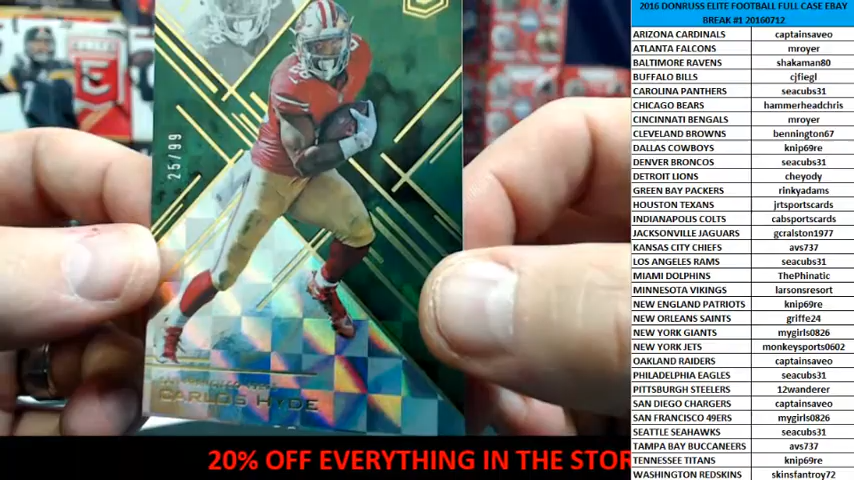 25/99
CARLOS HYDE
20% OFF EVERYTHING IN THE STOR
2016 DONRUSS ELITE FOOTBALL FULL CASE EBAY
BREAK #1 20160712
ARIZONA CARDINALS captainsaveo
ATLANTA FALCONS mroyer
BALTIMORE RAVENS shakaman80
BUFFALO BILLS cjfiegl
CAROLINA PANTHERS seacubs31
CHICAGO BEARS hammerheadchris
CINCINNATI BENGALS mroyer
CLEVELAND BROWNS bennington67
DALLAS COWBOYS knip69re
DENVER BRONCOS seacubs31
DETROIT LIONS cheyody
GREEN BAY PACKERS rinkyadams
HOUSTON TEXANS jrtsportscards
INDIANAPOLIS COLTS cabsportscards
JACKSONVILLE JAGUARS gcralston1977
KANSAS CITY CHIEFS avs737
LOS ANGELES RAMS seacubs31
MIAMI DOLPHINS ThePhinatic
MINNESOTA VIKINGS larsonsresort
NEW ENGLAND PATRIOTS knip69re
NEW ORLEANS SAINTS griffe24
NEW YORK GIANTS mygirls0826
NEW YORK JETS monkeysports0602
OAKLAND RAIDERS captainsaveo
PHILADELPHIA EAGLES seacubs31
PITTSBURGH STEELERS 12wanderer
SAN DIEGO CHARGERS captainsaveo
SAN FRANCISCO 49ERS mygirls0826
SEATTLE SEAHAWKS seacubs31
TAMPA BAY BUCCANEERS avs737
TENNESSEE TITANS knip69re
WASHINGTON REDSKINS skinsfantroy72